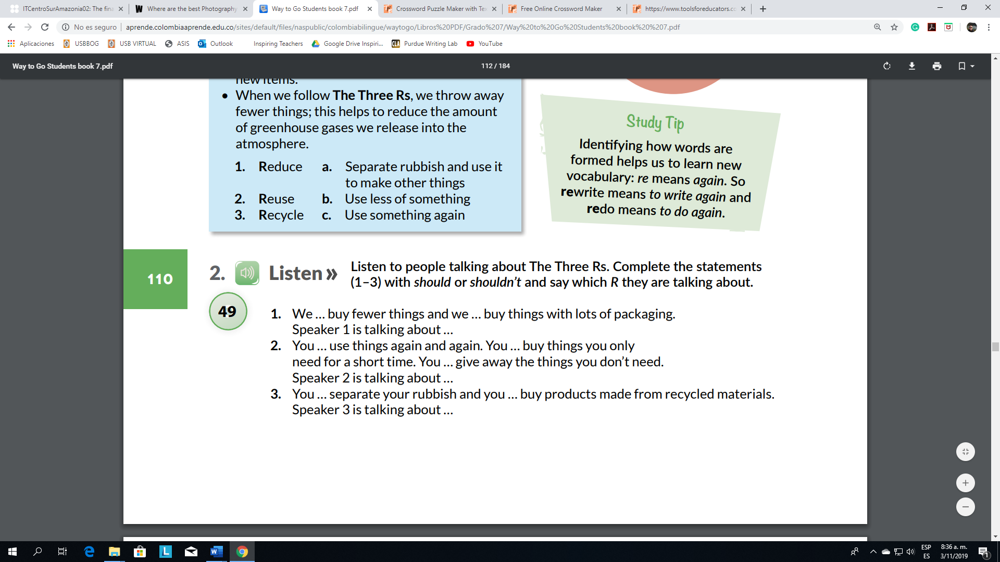 ITCentroSurAmazonia02: The fina
Where are the best Photography
Way to Go Students book 7.pdf
Crossword Puzzle Maker with Tex
Free Online Crossword Maker
https://www.toolsforeducators.co
No es seguro
aprende.colombiaaprende.edu.co/sites/default/files/naspublic/colombiabilingue/waytogo/Libros%20PDF/Grado%207/Way%20to%20Go%20Students%20book%20%207.pdf
Aplicaciones
USBBOG
USB VIRTUAL
ASIS
Outlook
Inspiring Teachers
Google Drive Inspiri...
CLA
Purdue Writing Lab
YouTube
Way to Go Students book 7.pdf
112 / 184
new items.
• When we follow The Three Rs, we throw away
fewer things; this helps to reduce the amount
of greenhouse gases we release into the
atmosphere.
1. Reduce a. Separate rubbish and use it
to make other things
2. Reuse b. Use less of something
3. Recycle c. Use something again
Study Tip
Identifying how words are
formed helps us to learn new
vocabulary: re means again. So
rewrite means to write again and
redo means to do again.
110
2. Listen »
Listen to people talking about The Three Rs. Complete the statements
(1–3) with should or shouldn't and say which R they are talking about.
49
1. We ... buy fewer things and we ... buy things with lots of packaging.
Speaker 1 is talking about ...
2. You ... use things again and again. You ... buy things you only
need for a short time. You ... give away the things you don't need.
Speaker 2 is talking about ...
3. You ... separate your rubbish and you ... buy products made from recycled materials.
Speaker 3 is talking about ...
ESP
ES
8:36 a. m.
3/11/2019
1